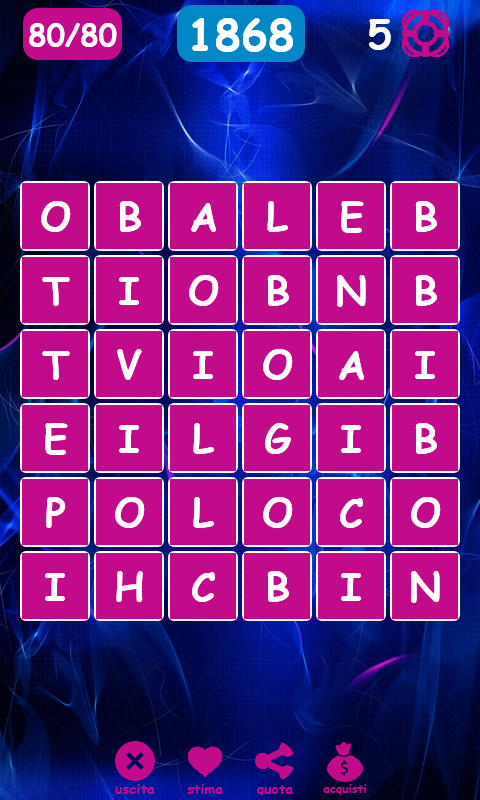 80/80 1868 5
O B A L E B
T I O B N B
T V I O A I
E I L G I B
P O L O C O
I H C B I N
uscita stima quota acquisti